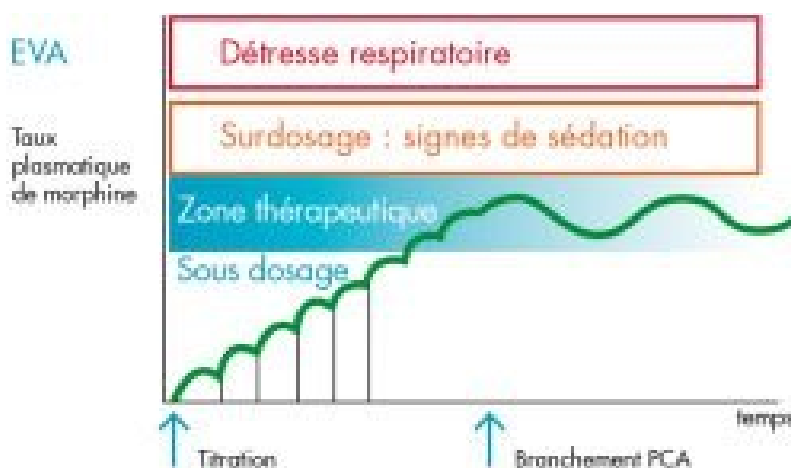 EVA
Détresse respiratoire
Taux
plasmatique
de morphine
Surdosage : signes de sédation
Zone thérapeutique
Sous dosage
temps
Titration
Branchement PCA